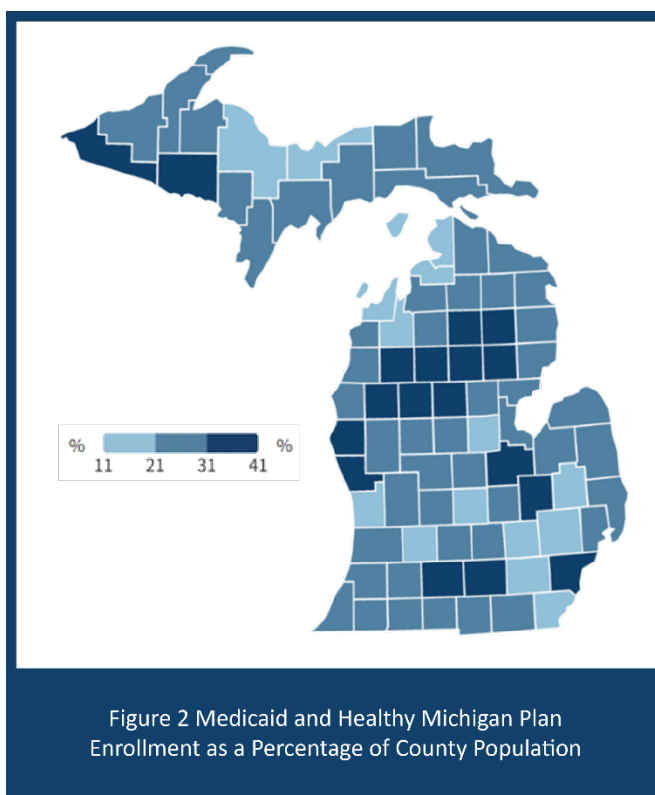 % %
11 21 31 41
Figure 2 Medicaid and Healthy Michigan Plan
Enrollment as a Percentage of County Population